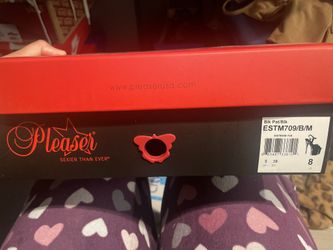 www.pleaserusa.com
Pleaser
SEXIER THAN EVER®
Blk Pat/Blk
ESTM709/B/M
8